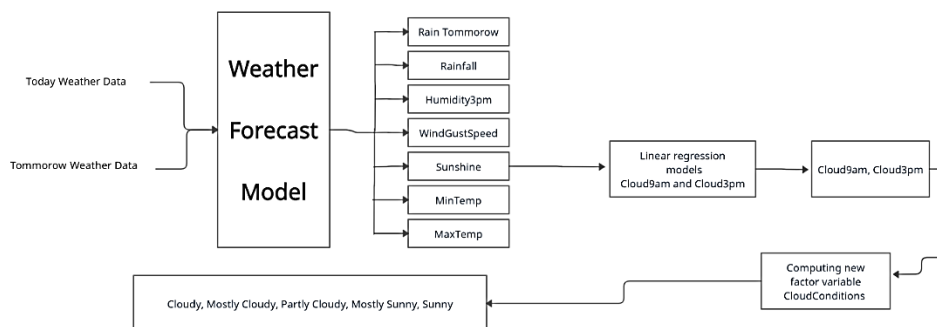 Today Weather Data
Tommorow Weather Data
Weather
Forecast
Model
Rain Tommorow
Rainfall
Humidity3pm
WindGustSpeed
Sunshine
MinTemp
MaxTemp
Linear regression
models
Cloud9am and Cloud3pm
Cloud9am, Cloud3pm
Computing new
factor variable
CloudConditions
Cloudy, Mostly Cloudy, Partly Cloudy, Mostly Sunny, Sunny